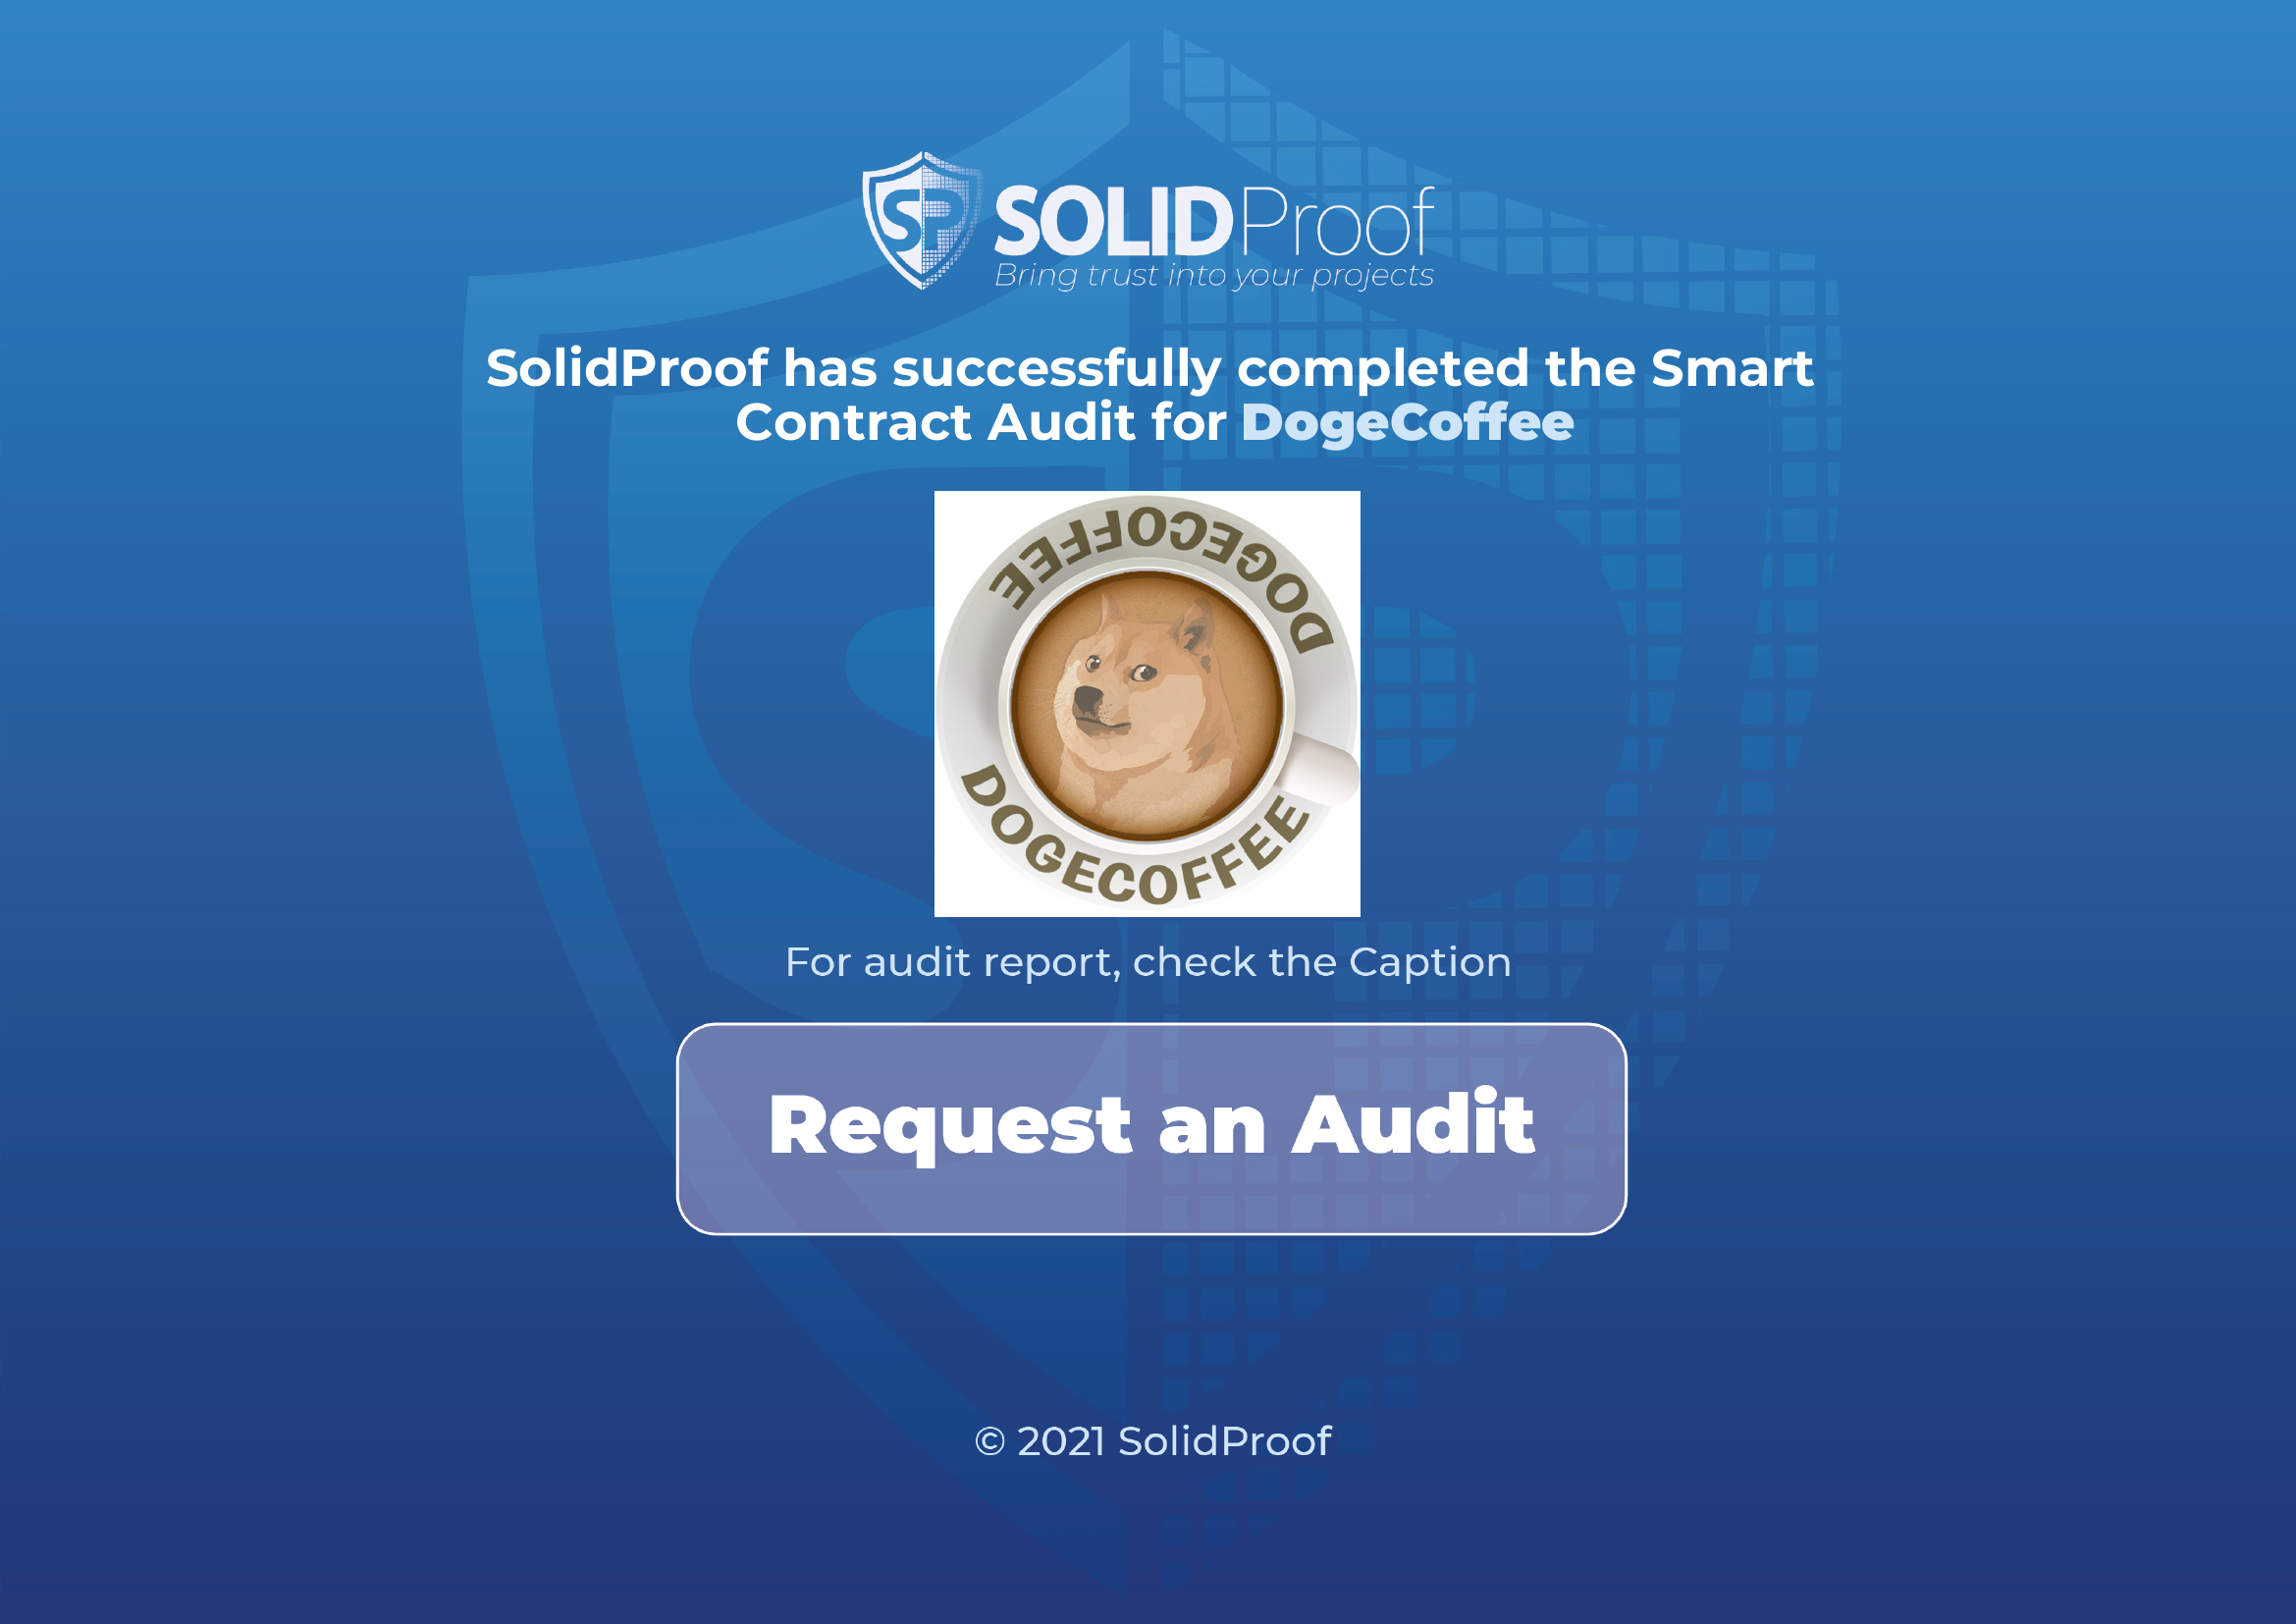 SP SOLIDProof
Bring trust into your projects
SolidProof has successfully completed the Smart
Contract Audit for DogeCoffee
DOGECOFFEE
DOGECOFFEE
For audit report, check the Caption
Request an Audit
© 2021 SolidProof